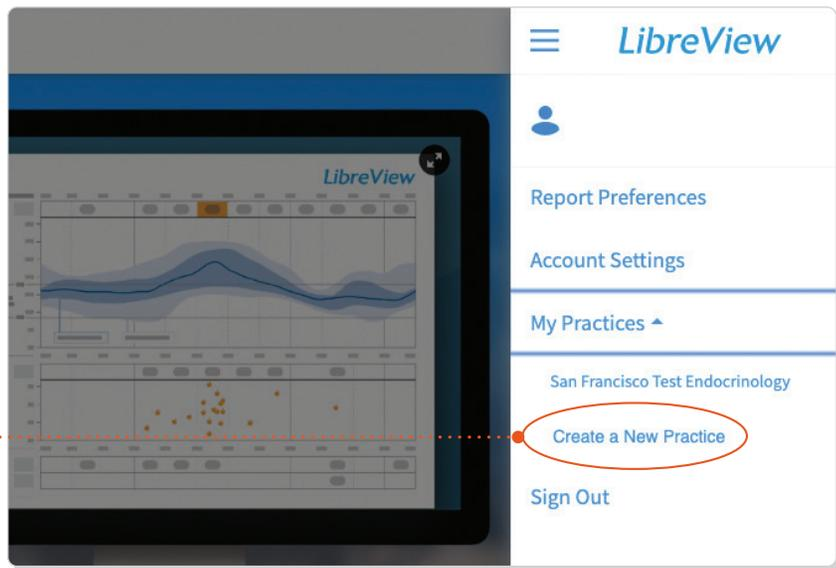 LibreView
LibreView
Report Preferences
Account Settings
My Practices
San Francisco Test Endocrinology
Create a New Practice
Sign Out